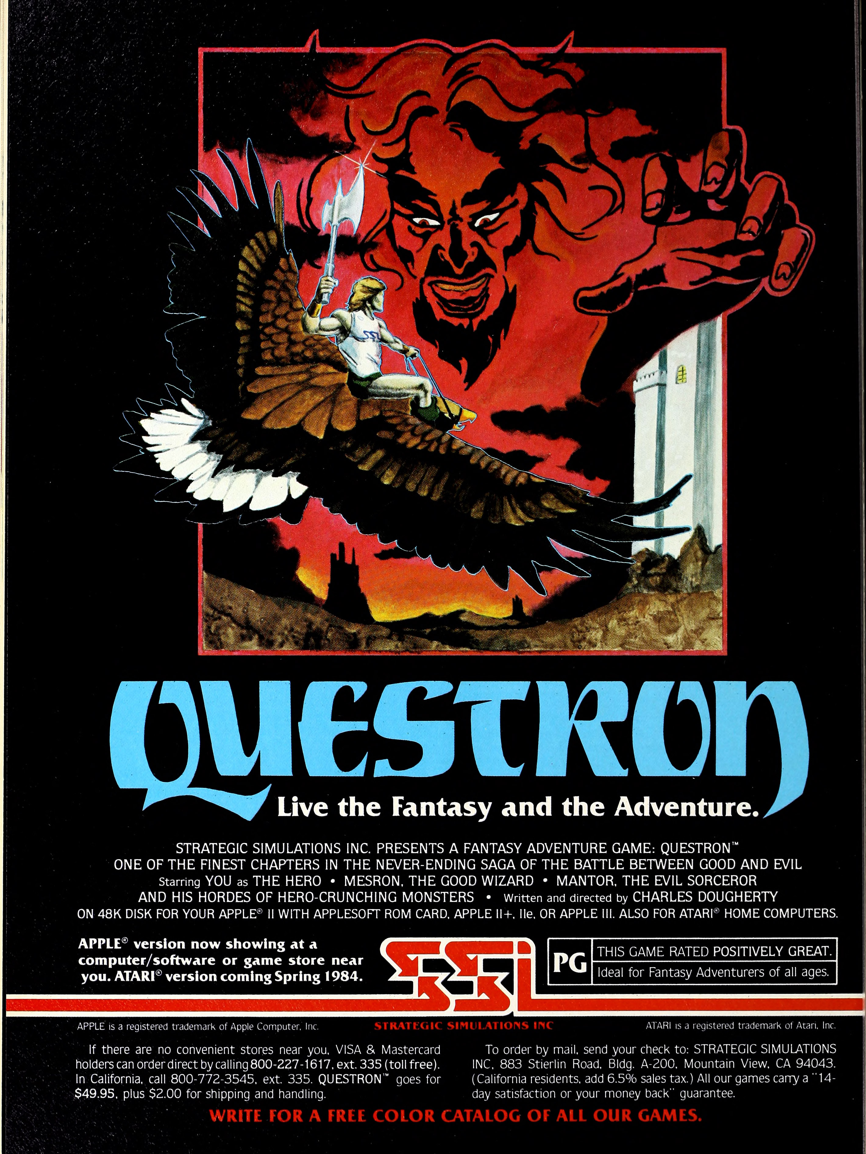 SSI
QUESTRON
Live the Fantasy and the Adventure.
STRATEGIC SIMULATIONS INC. PRESENTS A FANTASY ADVENTURE GAME: QUESTRON™
ONE OF THE FINEST CHAPTERS IN THE NEVER-ENDING SAGA OF THE BATTLE BETWEEN GOOD AND EVIL
Starring YOU as THE HERO • MESRON, THE GOOD WIZARD • MANTOR, THE EVIL SORCEROR
AND HIS HORDES OF HERO-CRUNCHING MONSTERS • Written and directed by CHARLES DOUGHERTY
ON 48K DISK FOR YOUR APPLE® II WITH APPLESOFT ROM CARD, APPLE II+, IIe, OR APPLE III. ALSO FOR ATARI® HOME COMPUTERS.
APPLE® version now showing at a
computer/software or game store near
you. ATARI® version coming Spring 1984.
SSI
STRATEGIC SIMULATIONS INC
PG
THIS GAME RATED POSITIVELY GREAT.
Ideal for Fantasy Adventurers of all ages.
APPLE is a registered trademark of Apple Computer, Inc.
ATARI is a registered trademark of Atari, Inc.
If there are no convenient stores near you, VISA & Mastercard
holders can order direct by calling 800-227-1617, ext. 335 (toll free).
In California, call 800-772-3545, ext. 335. QUESTRON™ goes for
$49.95, plus $2.00 for shipping and handling.
To order by mail, send your check to: STRATEGIC SIMULATIONS
INC, 883 Stierlin Road, Bldg. A-200, Mountain View, CA 94043.
(California residents, add 6.5% sales tax.) All our games carry a "14-
day satisfaction or your money back" guarantee.
WRITE FOR A FREE COLOR CATALOG OF ALL OUR GAMES.